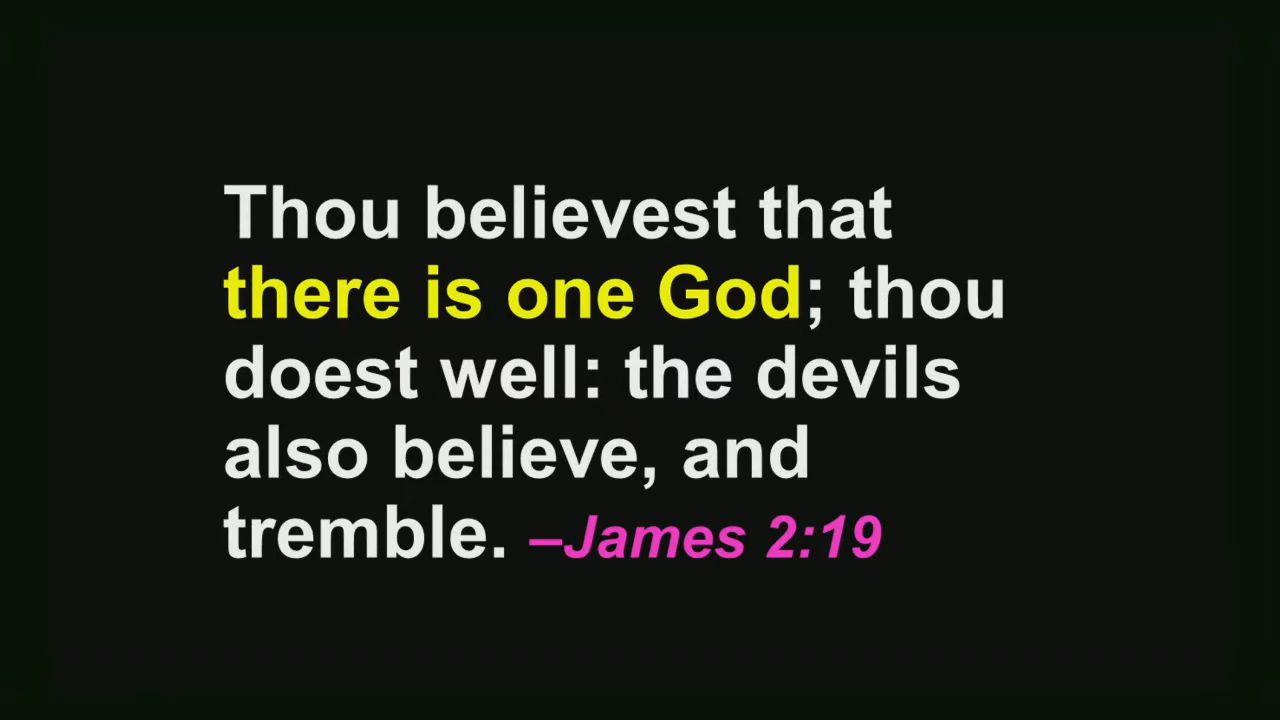 Thou believest that
there is one God; thou
doest well: the devils
also believe, and
tremble. –James 2:19